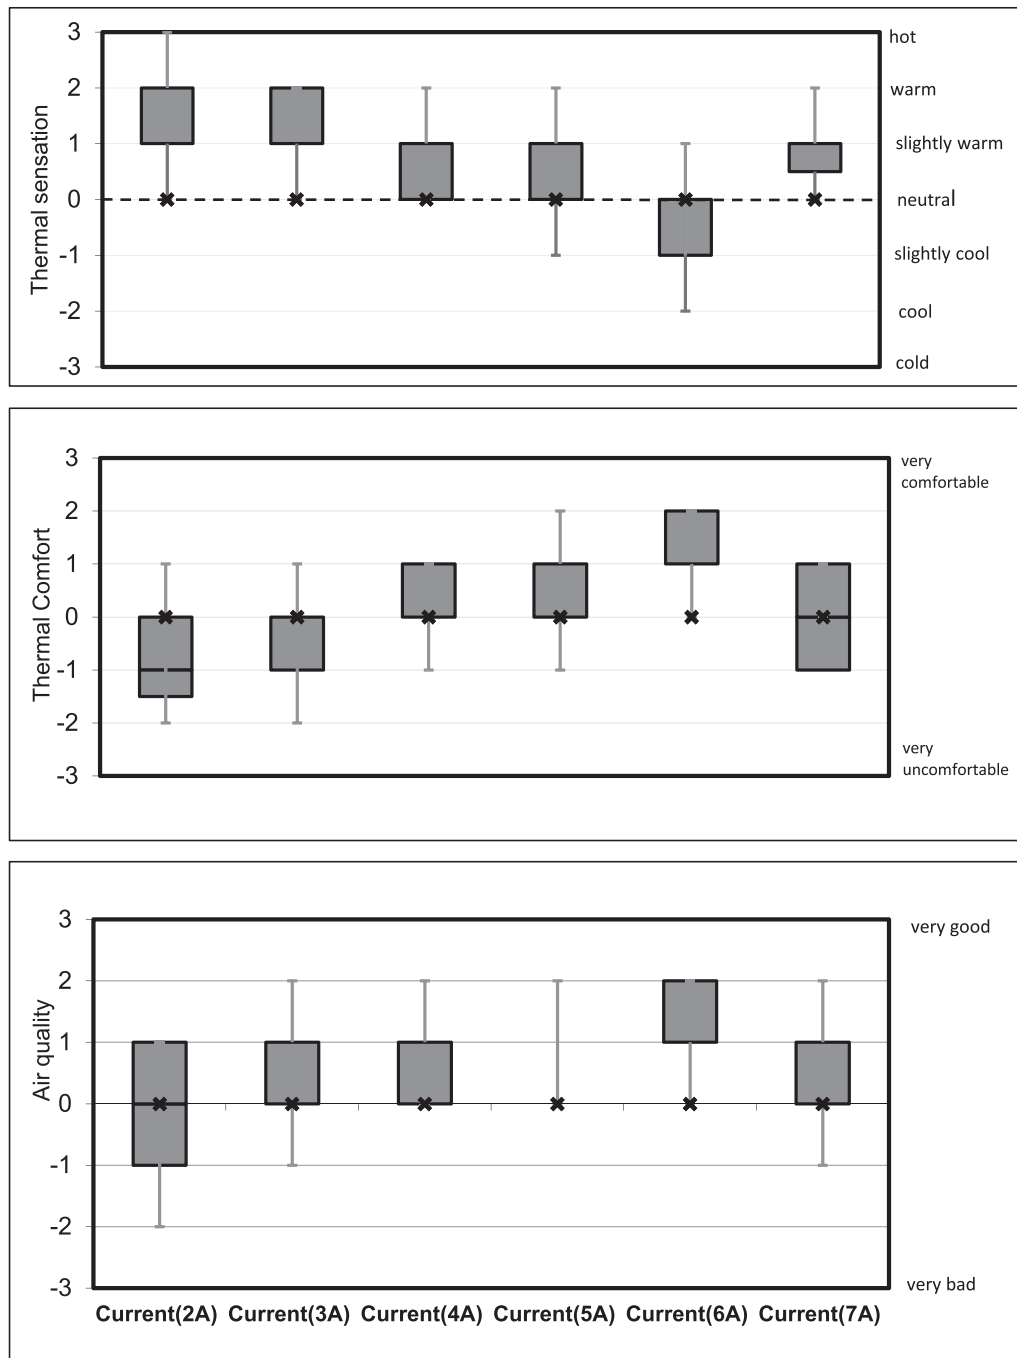 3
2
1
0
-1
-2
-3
Thermal sensation
hot
warm
slightly warm
neutral
slightly cool
cool
cold
3
2
1
0
-1
-2
-3
Thermal Comfort
very
comfortable
very
uncomfortable
3
2
1
0
-1
-2
-3
Air quality
very good
very bad
Current(2A) Current(3A) Current(4A) Current(5A) Current(6A) Current(7A)